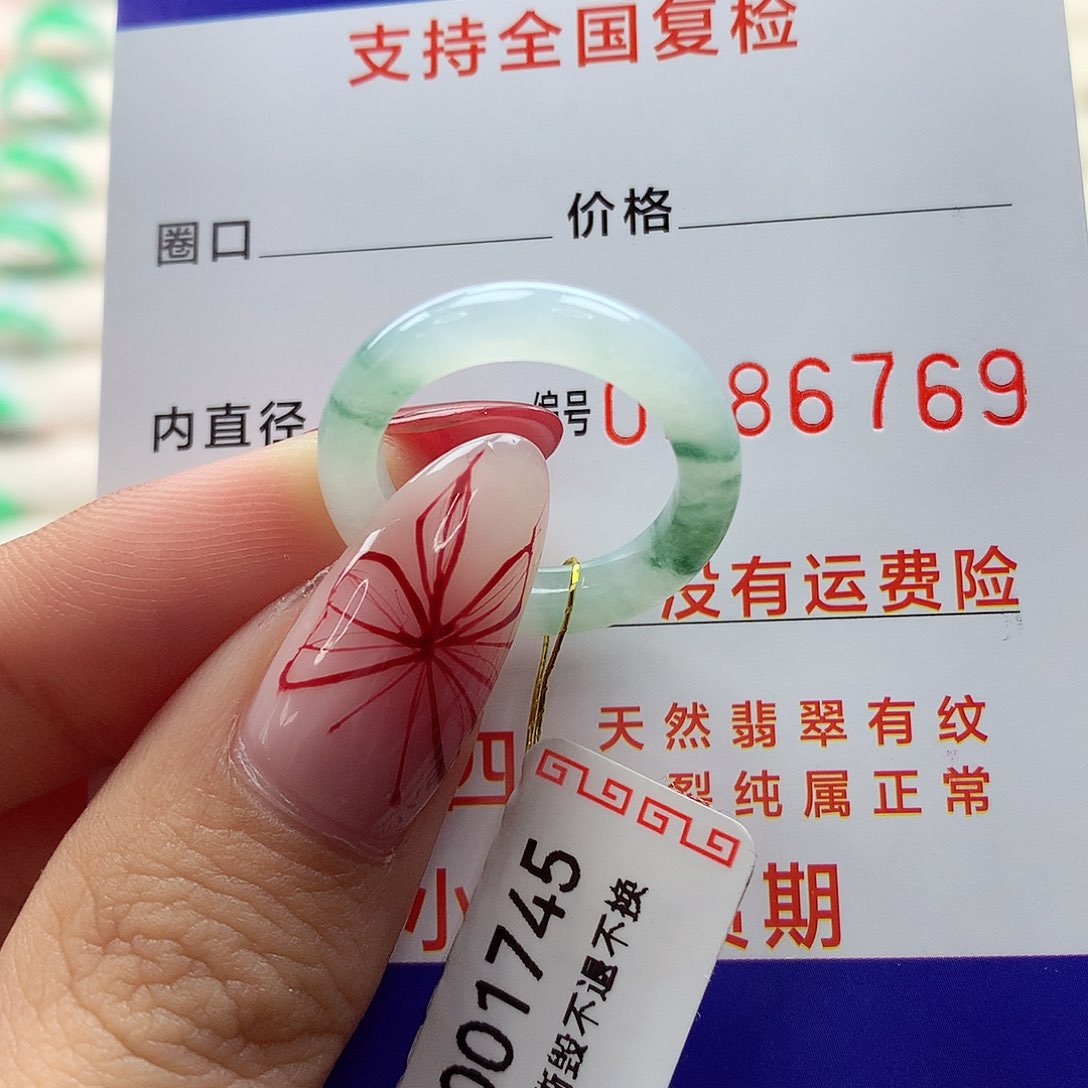 支持全国复检
圈口 价格
内直径 编号 0 86769
没有运费险
天然翡翠有纹
裂纯属正常
四
小 期
001745
毁不退不换